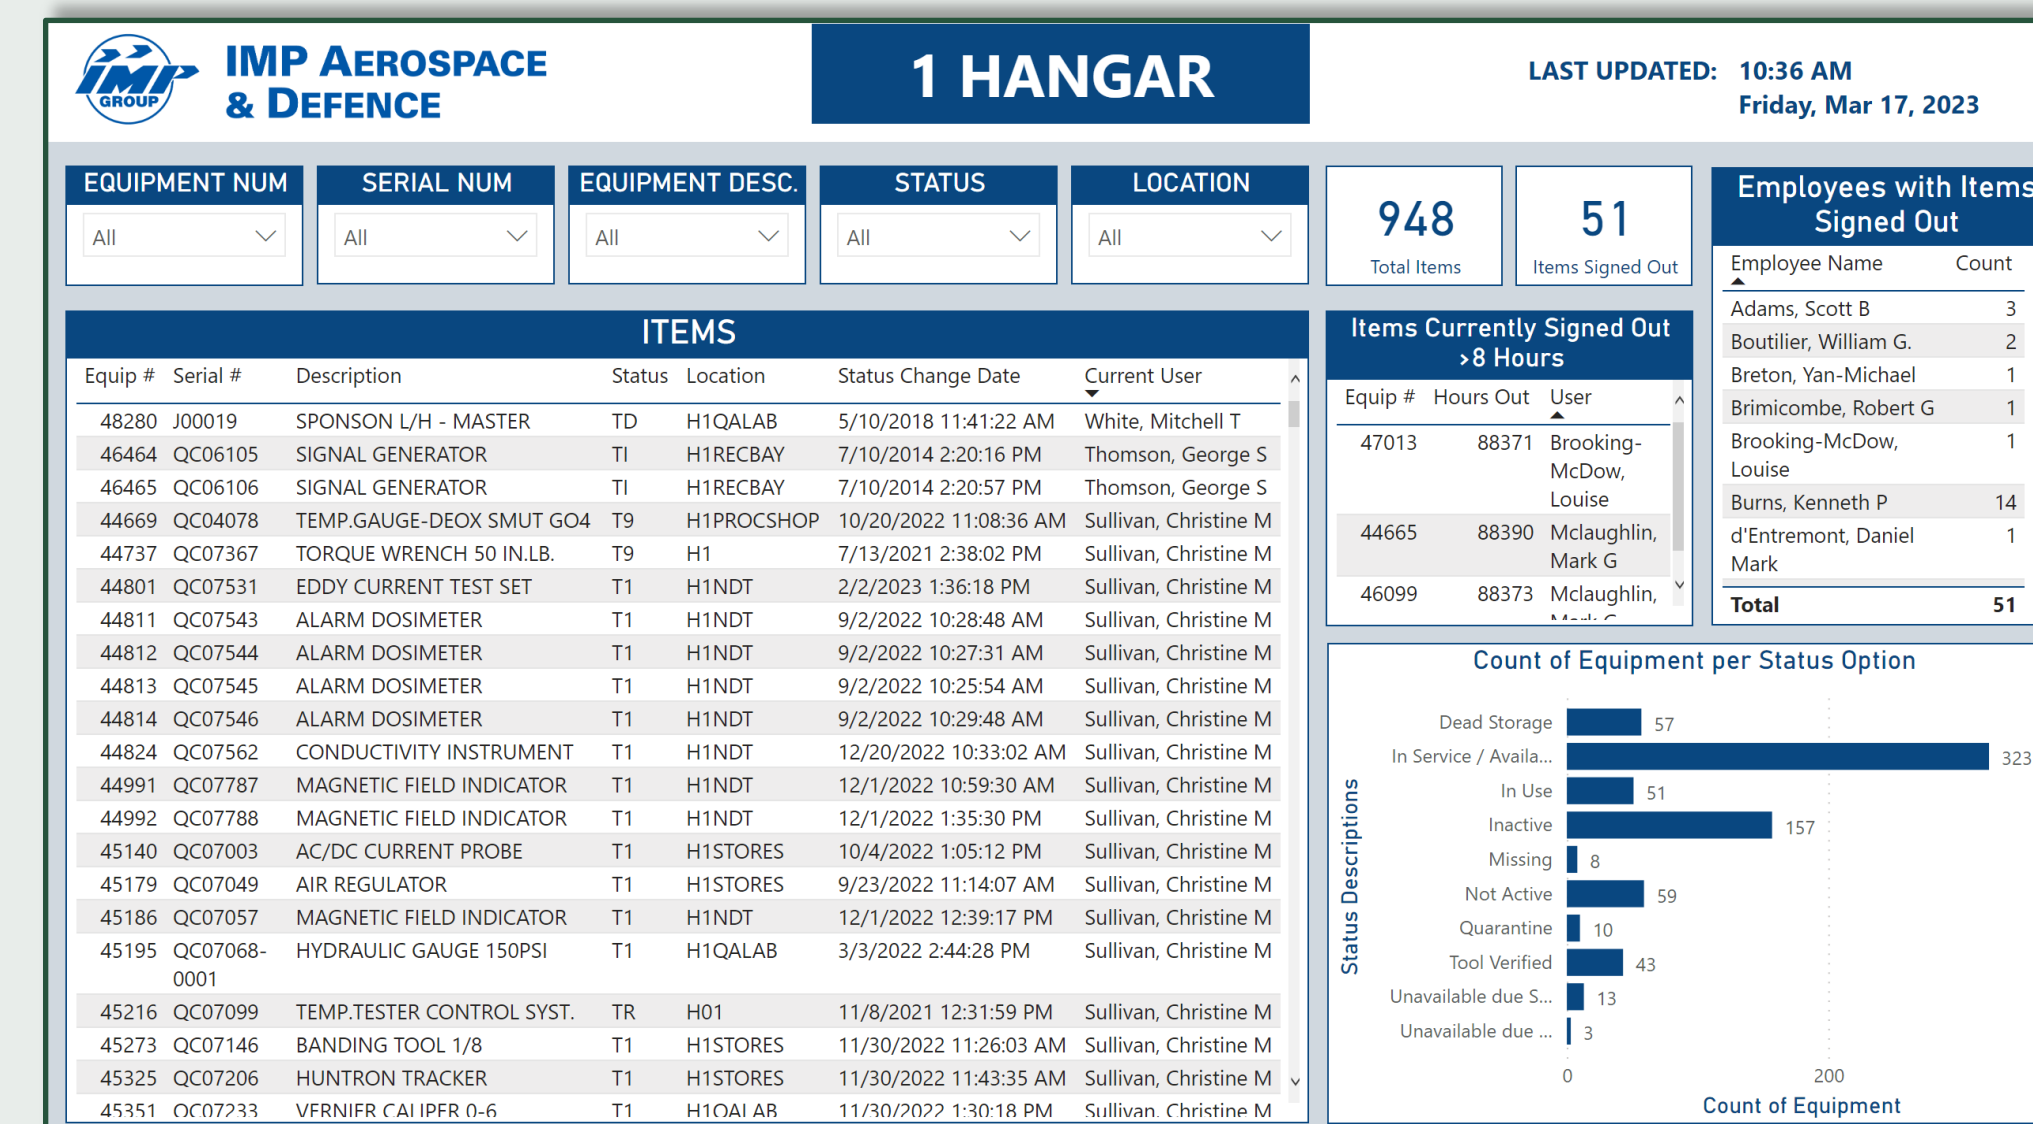 IMP GROUP
IMP AEROSPACE
& DEFENCE
1 HANGAR
LAST UPDATED: 10:36 AM
Friday, Mar 17, 2023
EQUIPMENT NUM
All
SERIAL NUM
All
EQUIPMENT DESC.
All
STATUS
All
LOCATION
All
948
Total Items
51
Items Signed Out
Employees with Items
Signed Out
Employee Name Count
Adams, Scott B 3
Boutilier, William G. 2
Breton, Yan-Michael 1
Brimicombe, Robert G 1
Brooking-McDow, 1
Louise
Burns, Kenneth P 14
d'Entremont, Daniel 1
Mark
Total 51
ITEMS
Equip # Serial # Description Status Location Status Change Date Current User
48280 J00019 SPONSON L/H - MASTER TD H1QALAB 5/10/2018 11:41:22 AM White, Mitchell T
46464 QC06105 SIGNAL GENERATOR TI H1RECBAY 7/10/2014 2:20:16 PM Thomson, George S
46465 QC06106 SIGNAL GENERATOR TI H1RECBAY 7/10/2014 2:20:57 PM Thomson, George S
44669 QC04078 TEMP.GAUGE-DEOX SMUT GO4 T9 H1PROCSHOP 10/20/2022 11:08:36 AM Sullivan, Christine M
44737 QC07367 TORQUE WRENCH 50 IN.LB. T9 H1 7/13/2021 2:38:02 PM Sullivan, Christine M
44801 QC07531 EDDY CURRENT TEST SET T1 H1NDT 2/2/2023 1:36:18 PM Sullivan, Christine M
44811 QC07543 ALARM DOSIMETER T1 H1NDT 9/2/2022 10:28:48 AM Sullivan, Christine M
44812 QC07544 ALARM DOSIMETER T1 H1NDT 9/2/2022 10:27:31 AM Sullivan, Christine M
44813 QC07545 ALARM DOSIMETER T1 H1NDT 9/2/2022 10:25:54 AM Sullivan, Christine M
44814 QC07546 ALARM DOSIMETER T1 H1NDT 9/2/2022 10:29:48 AM Sullivan, Christine M
44824 QC07562 CONDUCTIVITY INSTRUMENT T1 H1NDT 12/20/2022 10:33:02 AM Sullivan, Christine M
44991 QC07787 MAGNETIC FIELD INDICATOR T1 H1NDT 12/1/2022 10:59:30 AM Sullivan, Christine M
44992 QC07788 MAGNETIC FIELD INDICATOR T1 H1NDT 12/1/2022 1:35:30 PM Sullivan, Christine M
45140 QC07003 AC/DC CURRENT PROBE T1 H1STORES 10/4/2022 1:05:12 PM Sullivan, Christine M
45179 QC07049 AIR REGULATOR T1 H1STORES 9/23/2022 11:14:07 AM Sullivan, Christine M
45186 QC07057 MAGNETIC FIELD INDICATOR T1 H1NDT 12/1/2022 12:39:17 PM Sullivan, Christine M
45195 QC07068- HYDRAULIC GAUGE 150PSI T1 H1QALAB 3/3/2022 2:44:28 PM Sullivan, Christine M
0001
45216 QC07099 TEMP.TESTER CONTROL SYST. TR H01 11/8/2021 12:31:59 PM Sullivan, Christine M
45273 QC07146 BANDING TOOL 1/8 T1 H1STORES 11/30/2022 11:26:03 AM Sullivan, Christine M
45325 QC07206 HUNTRON TRACKER T1 H1STORES 11/30/2022 11:43:35 AM Sullivan, Christine M
45351 QC07233 VERNIER CALIPER 0-6 T1 H1QALAB 11/30/2022 1:30:18 PM Sullivan, Christine M
Items Currently Signed Out
>8 Hours
Equip # Hours Out User
47013 88371 Brooking-
McDow,
Louise
44665 88390 Mclaughlin,
Mark G
46099 88373 Mclaughlin,
Mark G
Count of Equipment per Status Option
Status Descriptions
Dead Storage 57
In Service / Availa... 323
In Use 51
Inactive 157
Missing 8
Not Active 59
Quarantine 10
Tool Verified 43
Unavailable due S... 13
Unavailable due ... 3
0 200
Count of Equipment